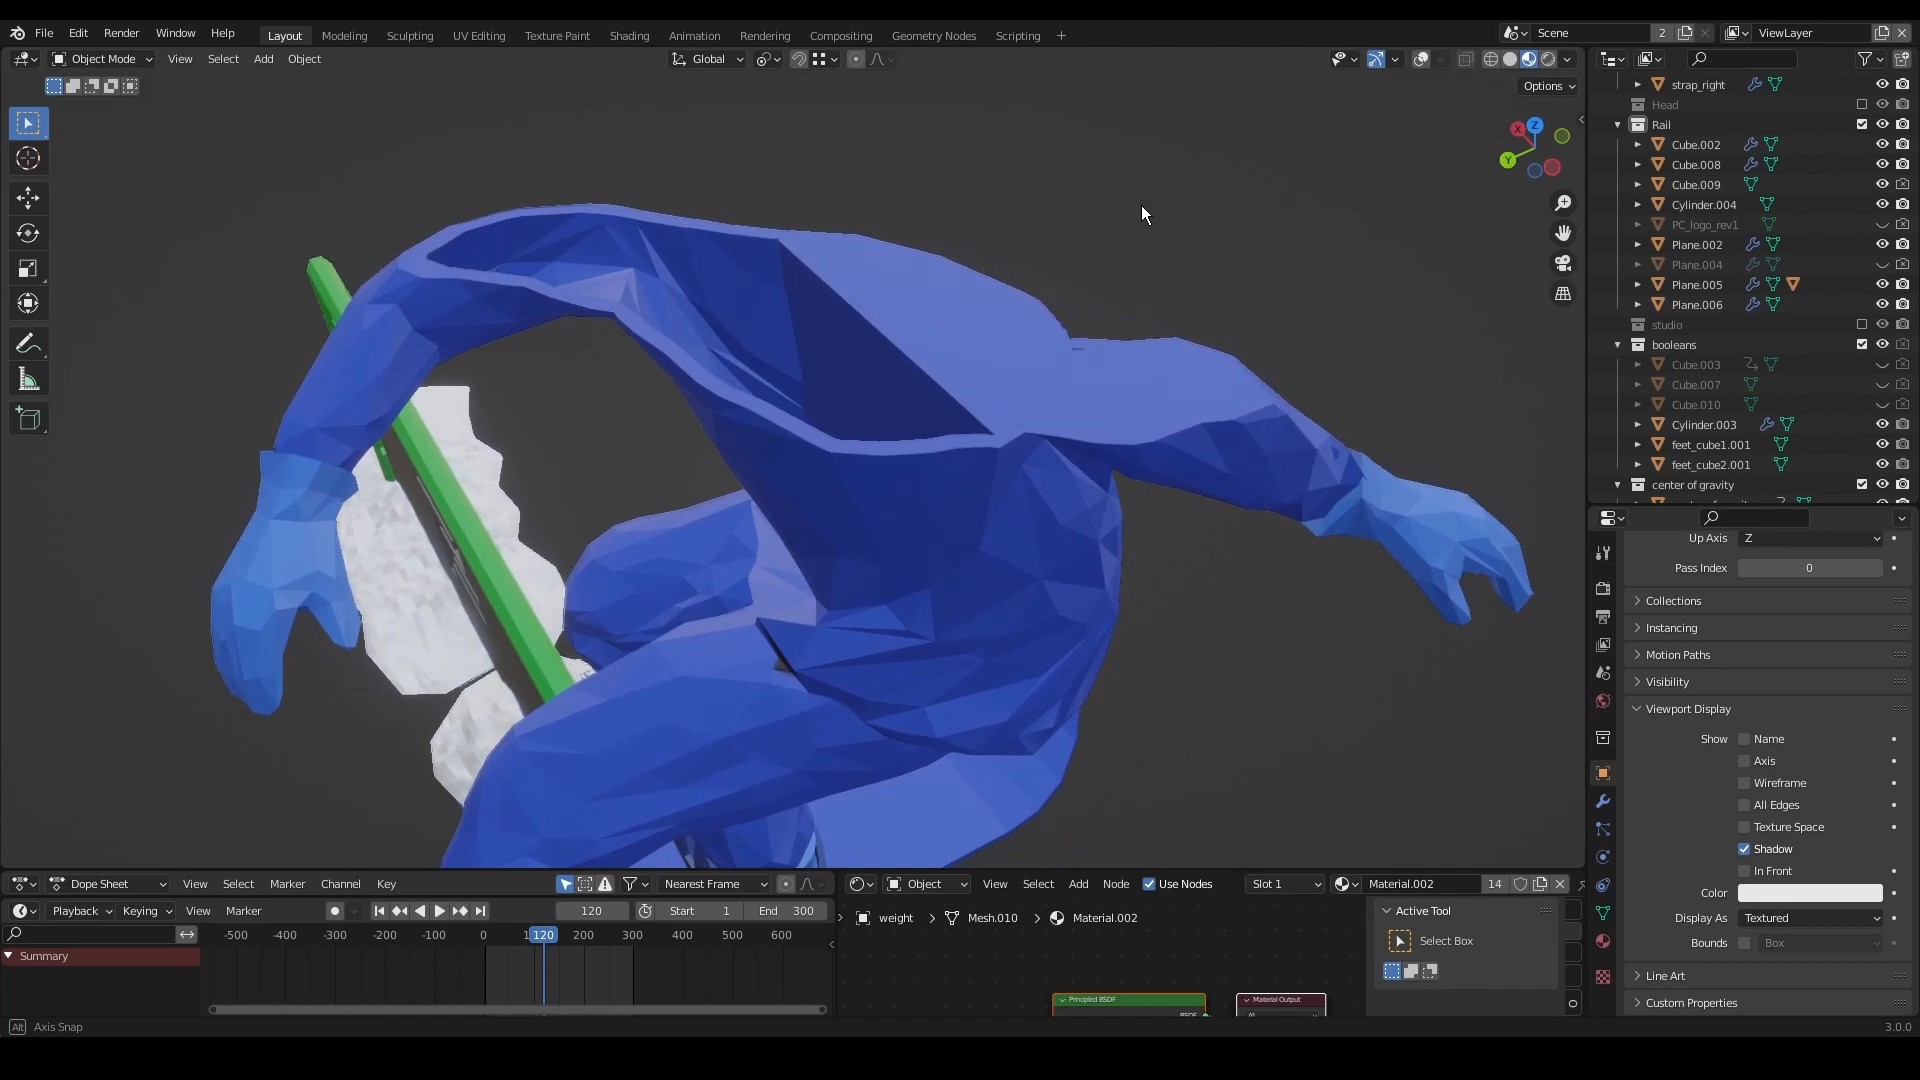 File Edit Render Window Help
Layout Modeling Sculpting UV Editing Texture Paint Shading Animation Rendering Compositing Geometry Nodes Scripting +
Scene 2 ViewLayer
Object Mode View Select Add Object Global
Options
X Y Z
strap_right
Head
Rail
Cube.002
Cube.008
Cube.009
Cylinder.004
PC_logo_rev1
Plane.002
Plane.004
Plane.005
Plane.006
studio
booleans
Cube.003
Cube.007
Cube.010
Cylinder.003
feet_cube1.001
feet_cube2.001
center of gravity
Up Axis Z
Pass Index 0
Collections
Instancing
Motion Paths
Visibility
Viewport Display
Show Name
Axis
Wireframe
All Edges
Texture Space
Shadow
In Front
Color
Display As Textured
Bounds Box
Line Art
Custom Properties
Dope Sheet View Select Marker Channel Key Nearest Frame
Playback Keying View Marker 120 Start 1 End 300
-500 -400 -300 -200 -100 0 120 200 300 400 500 600
Summary
Object View Select Add Node Use Nodes Slot 1 Material.002 14
weight Mesh.010 Material.002
Active Tool
Select Box
Principled BSDF
BSDF
Material Output
All
Alt Axis Snap
3.0.0